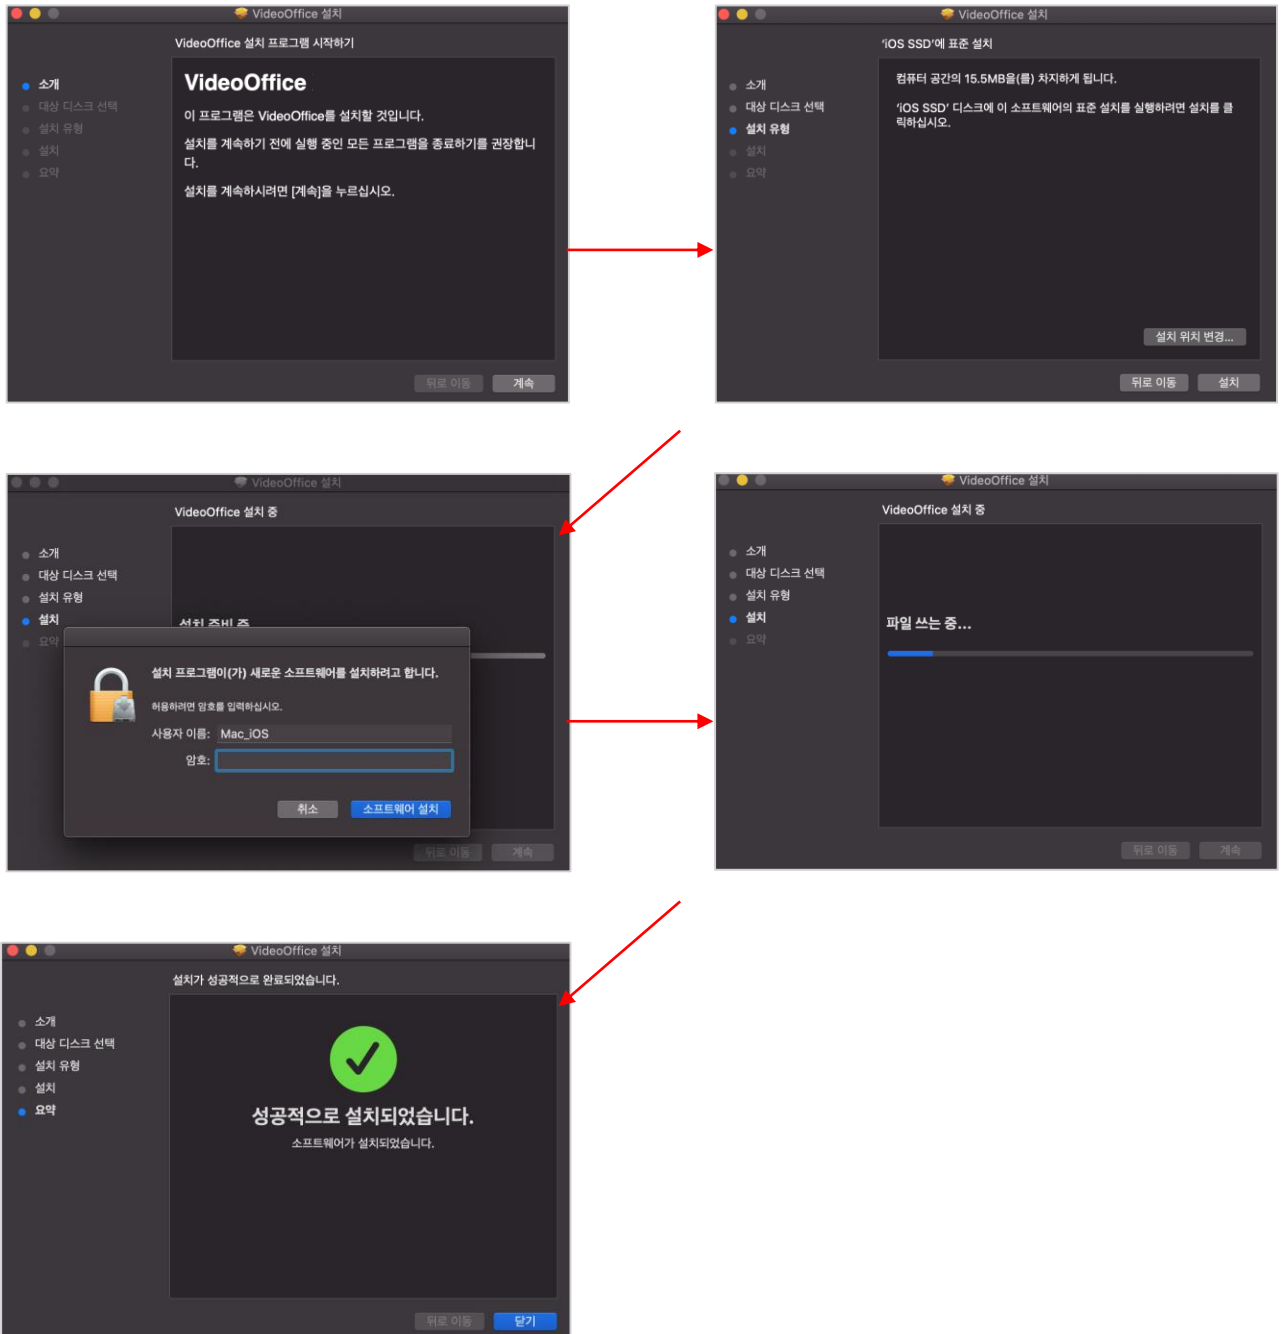 VideoOffice 설치
VideoOffice 설치 프로그램 시작하기
소개
대상 디스크 선택
설치 유형
설치
요약
VideoOffice
이 프로그램은 VideoOffice를 설치할 것입니다.
설치를 계속하기 전에 실행 중인 모든 프로그램을 종료하기를 권장합니
다.
설치를 계속하시려면 [계속]을 누르십시오.
뒤로 이동
계속
VideoOffice 설치
'iOS SSD'에 표준 설치
소개
대상 디스크 선택
설치 유형
설치
요약
컴퓨터 공간의 15.5MB을(를) 차지하게 됩니다.
'iOS SSD' 디스크에 이 소프트웨어의 표준 설치를 실행하려면 설치를 클
릭하십시오.
설치 위치 변경...
뒤로 이동
설치
VideoOffice 설치
VideoOffice 설치 중
소개
대상 디스크 선택
설치 유형
설치
요약
설치 준비 중
설치 프로그램이(가) 새로운 소프트웨어를 설치하려고 합니다.
허용하려면 암호를 입력하십시오.
사용자 이름: Mac_iOS
암호:
취소
소프트웨어 설치
뒤로 이동
계속
VideoOffice 설치
VideoOffice 설치 중
소개
대상 디스크 선택
설치 유형
설치
요약
파일 쓰는 중...
뒤로 이동
계속
VideoOffice 설치
설치가 성공적으로 완료되었습니다.
소개
대상 디스크 선택
설치 유형
설치
요약
성공적으로 설치되었습니다.
소프트웨어가 설치되었습니다.
뒤로 이동
닫기